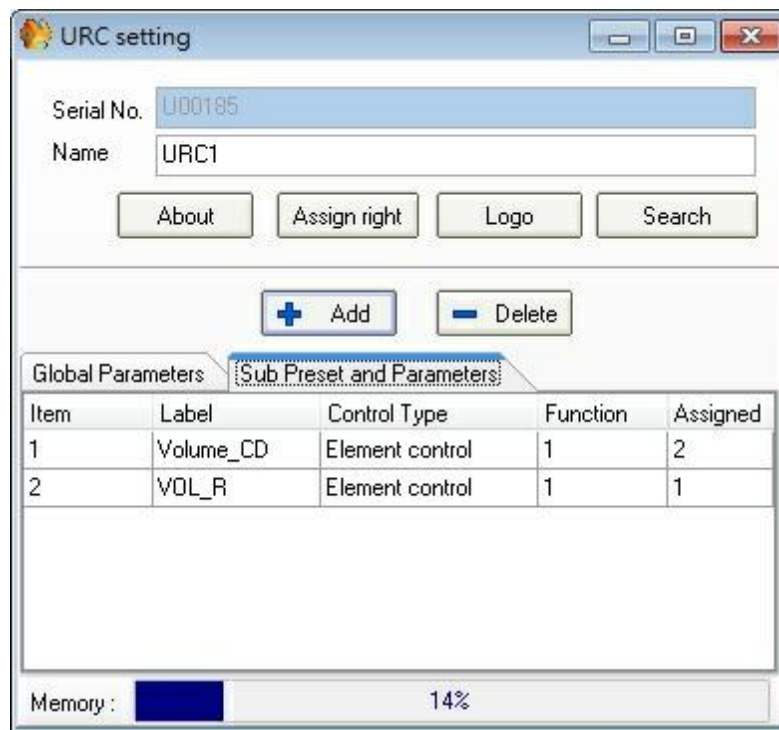 URC setting
Serial No. U00185
Name URC1
About Assign right Logo Search
Add Delete
Global Parameters Sub Preset and Parameters
Item Label Control Type Function Assigned
1 Volume_CD Element control 1 2
2 VOL_R Element control 1 1
Memory : 14%